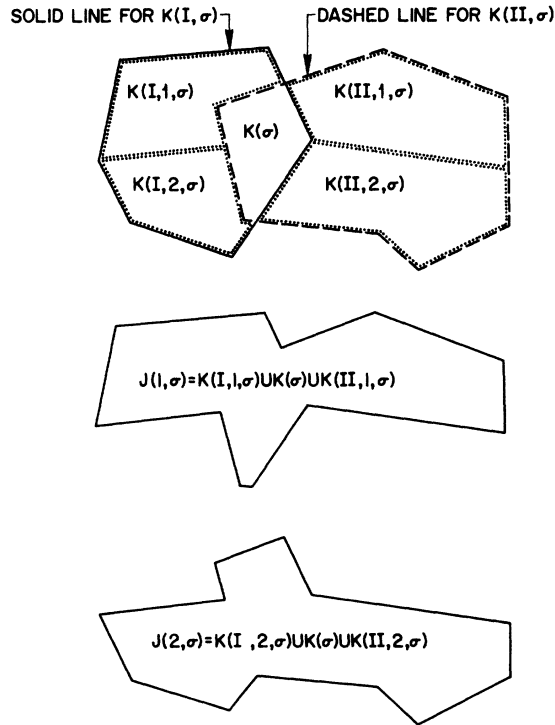 SOLID LINE FOR K(I,σ) DASHED LINE FOR K(II,σ)
K(I,1,σ) K(II,1,σ)
K(σ)
K(I,2,σ) K(II,2,σ)
J(1,σ)=K(I,1,σ)UK(σ)UK(II,1,σ)
J(2,σ)=K(I ,2,σ)UK(σ)UK(II,2,σ)